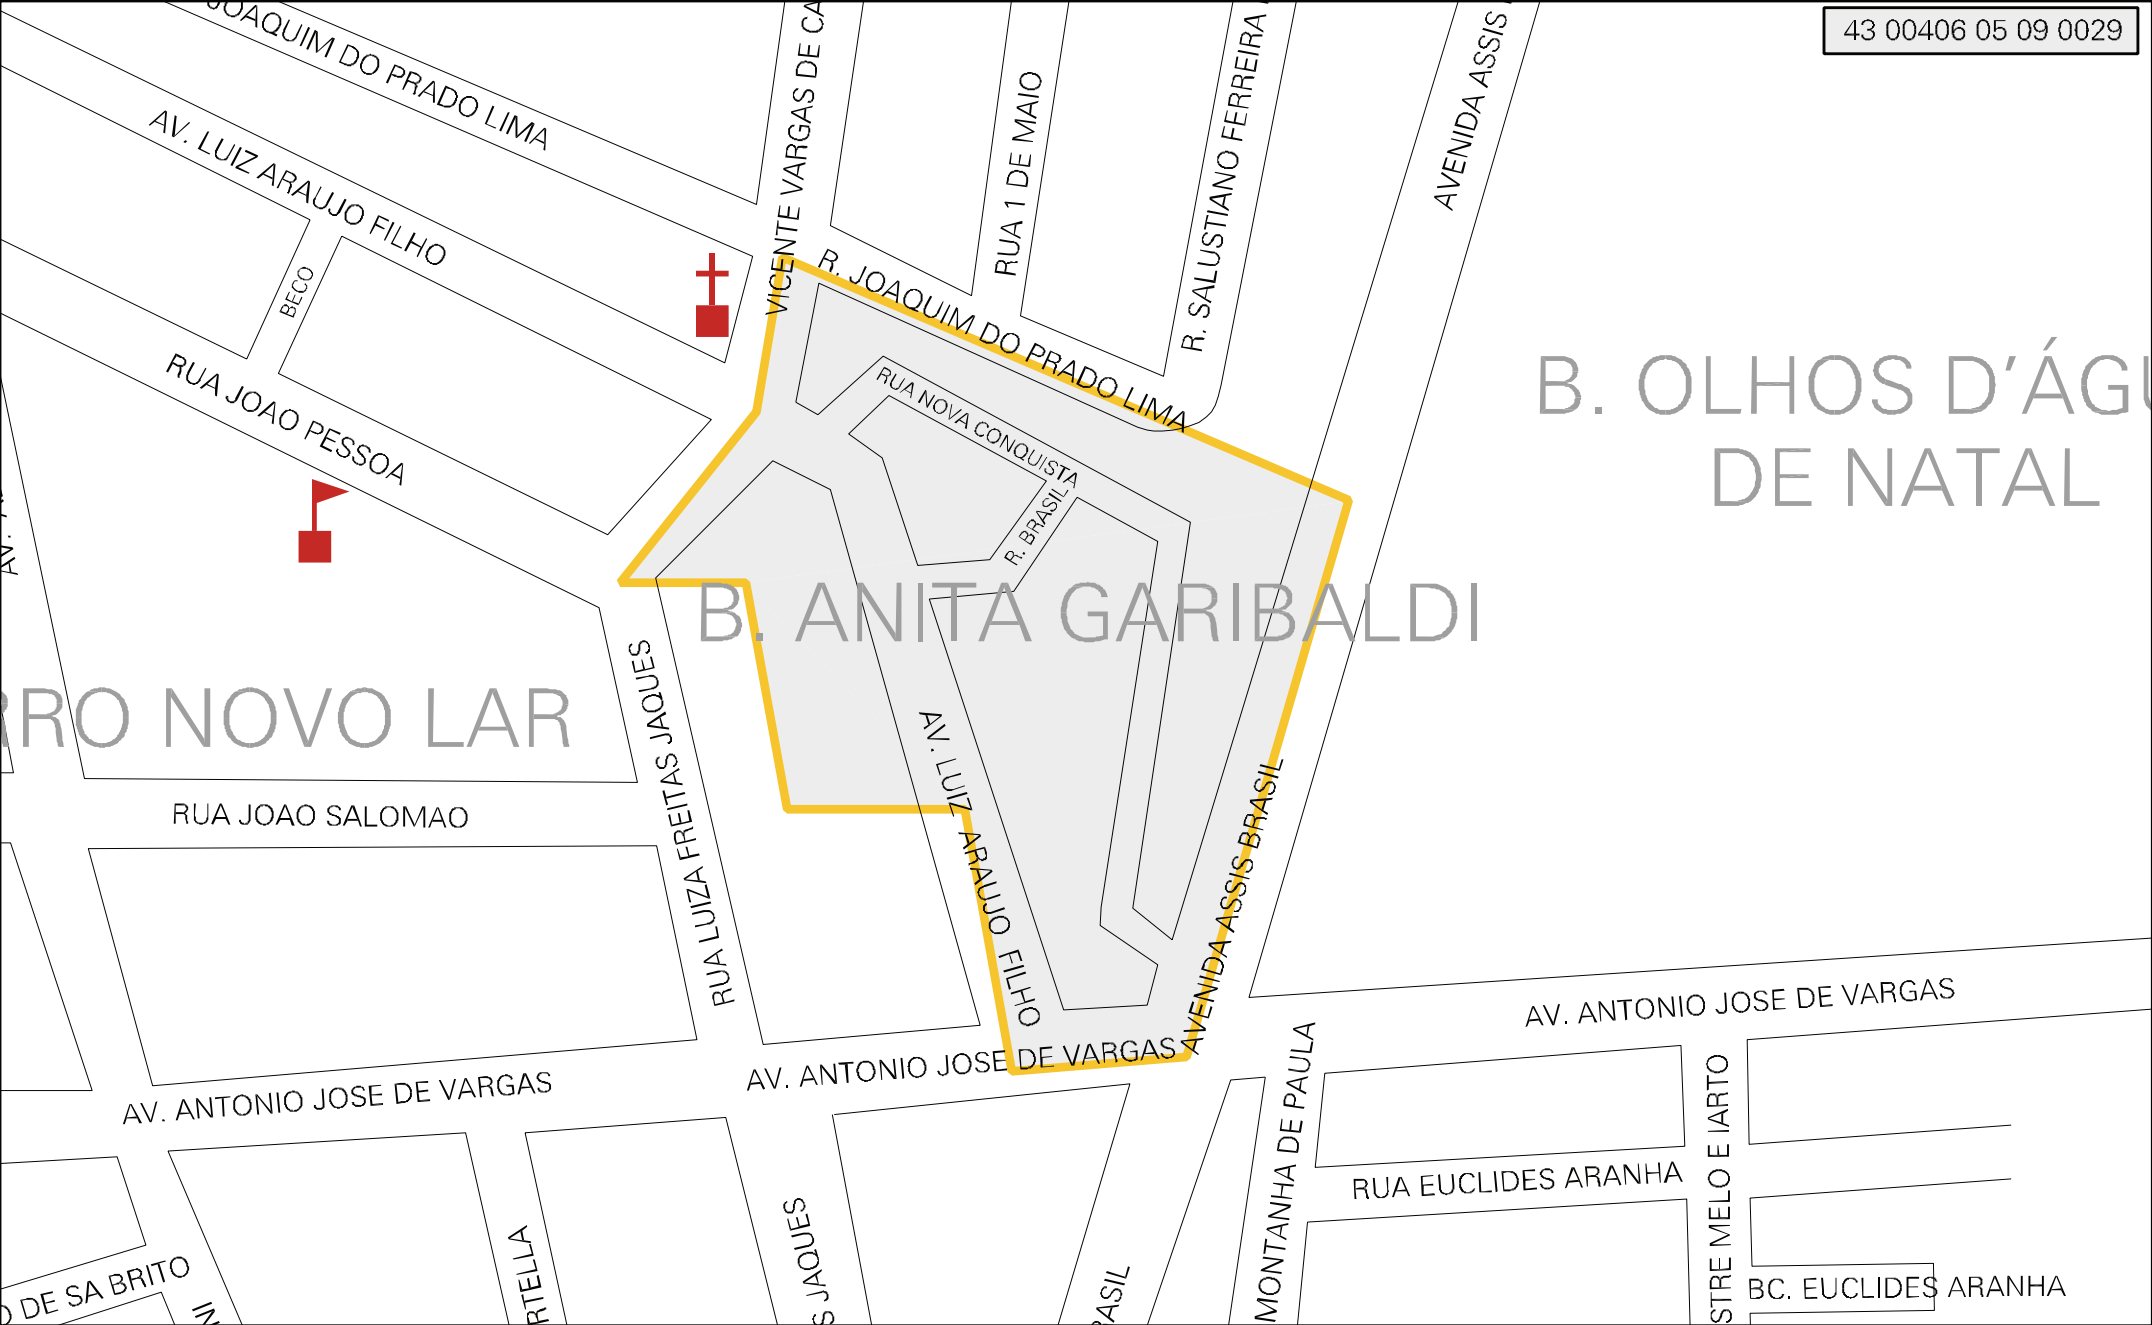 43 00406 05 09 0029
JOAQUIM DO PRADO LIMA
AV. LUIZ ARAUJO FILHO
VICENTE VARGAS DE CA
RUA 1 DE MAIO
R. SALUSTIANO FERREIRA
AVENIDA ASSIS
BECO
R. JOAQUIM DO PRADO LIMA
RUA JOAO PESSOA
RUA NOVA CONQUISTA
R. BRASIL
B. OLHOS D'ÁGU
DE NATAL
AV.
B. ANITA GARIBALDI
RRO NOVO LAR
RUA LUIZA FREITAS JAQUES
AV. LUIZ ARAUJO FILHO
AVENIDA ASSIS BRASIL
RUA JOAO SALOMAO
AV. ANTONIO JOSE DE VARGAS
AV. ANTONIO JOSE DE VARGAS
AV. ANTONIO JOSE DE VARGAS
MONTANHA DE PAULA
STRE MELO E IARTO
RUA EUCLIDES ARANHA
BC. EUCLIDES ARANHA
O DE SA BRITO
INI
RTELLA
S JAQUES
RASIL